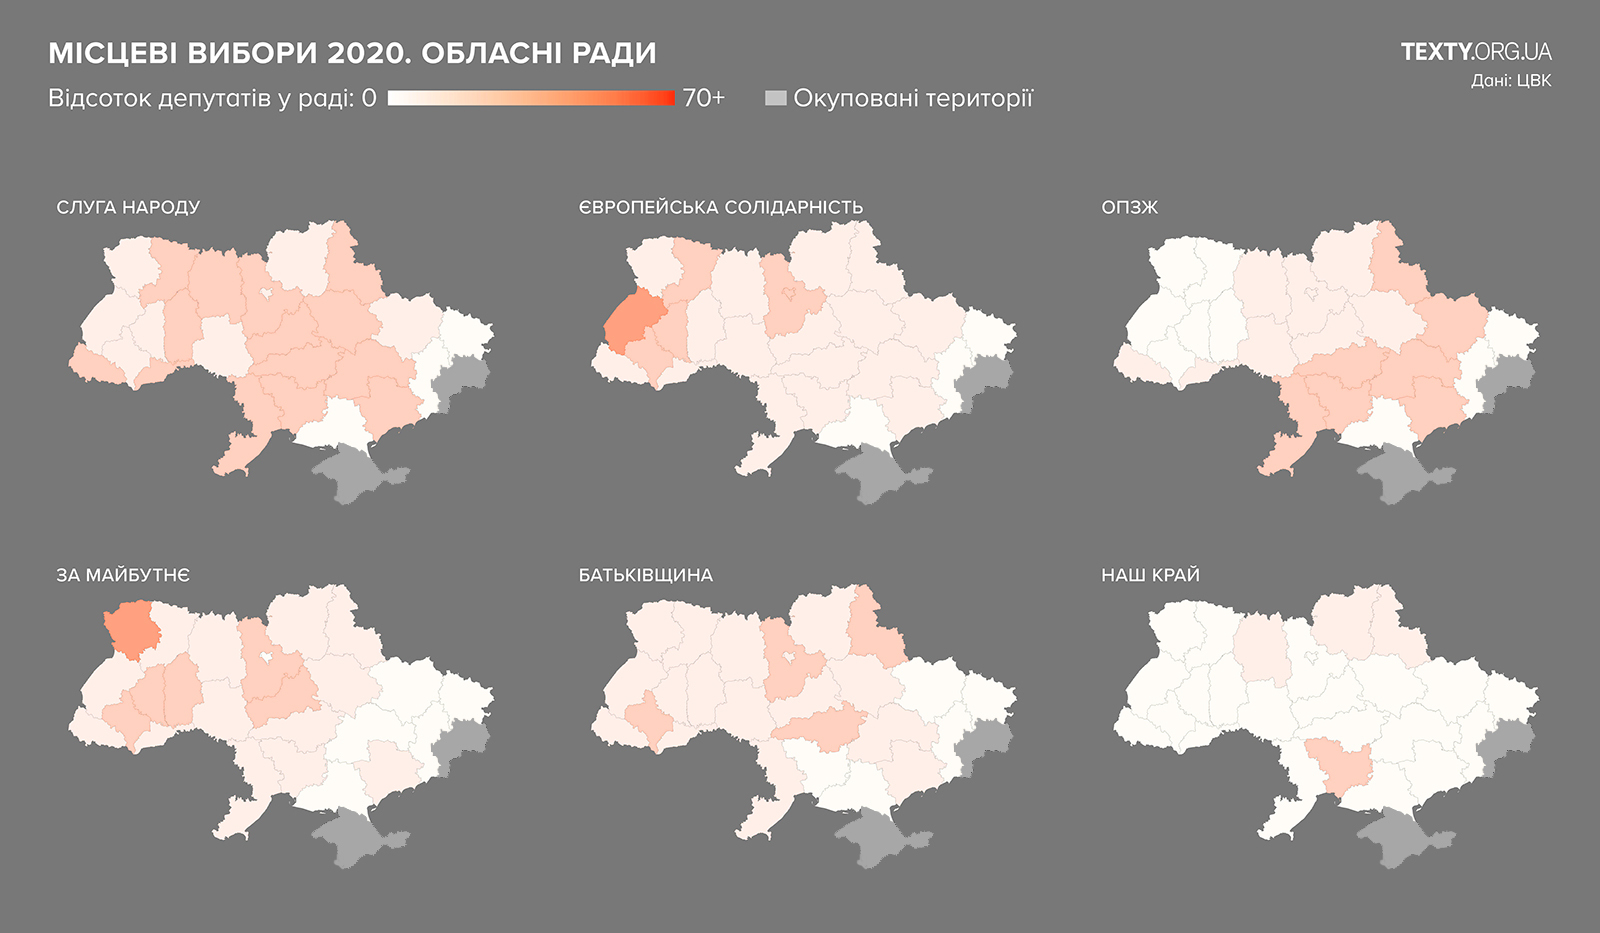 МІСЦЕВІ ВИБОРИ 2020. ОБЛАСНІ РАДИ
TEXTY.ORG.UA
Дані: ЦВК
Відсоток депутатів у раді: 0 70+ Окуповані території
СЛУГА НАРОДУ
ЄВРОПЕЙСЬКА СОЛІДАРНІСТЬ
ОПЗЖ
ЗА МАЙБУТНЄ
БАТЬКІВЩИНА
НАШ КРАЙ